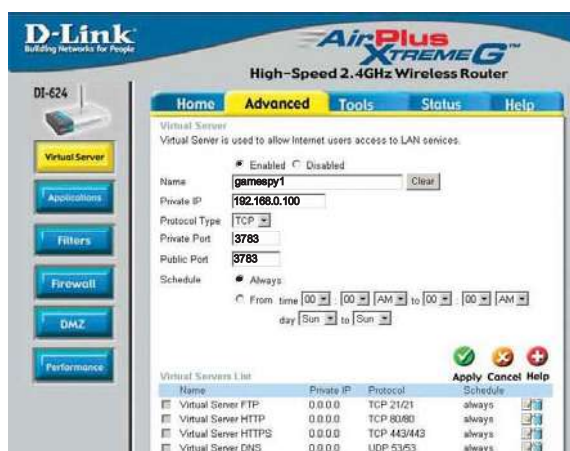 D-Link
Building Networks for People
AirPlus
XTREME G™
High-Speed 2.4GHz Wireless Router
DI-624
Home Advanced Tools Status Help
Virtual Server
Applications
Filters
Firewall
DMZ
Performance
Virtual Server
Virtual Server is used to allow Internet users access to LAN services.
Enabled Disabled
Name gamespy1 Clear
Private IP 192.168.0.100
Protocol Type TCP
Private Port 3783
Public Port 3783
Schedule Always
From time 00 : 00 AM to 00 : 00 AM
day Sun to Sun
Apply Cancel Help
Virtual Servers List
Name Private IP Protocol Schedule
Virtual Server FTP 0.0.0.0 TCP 21/21 always
Virtual Server HTTP 0.0.0.0 TCP 80/80 always
Virtual Server HTTPS 0.0.0.0 TCP 443/443 always
Virtual Server DNS 0.0.0.0 UDP 53/53 always